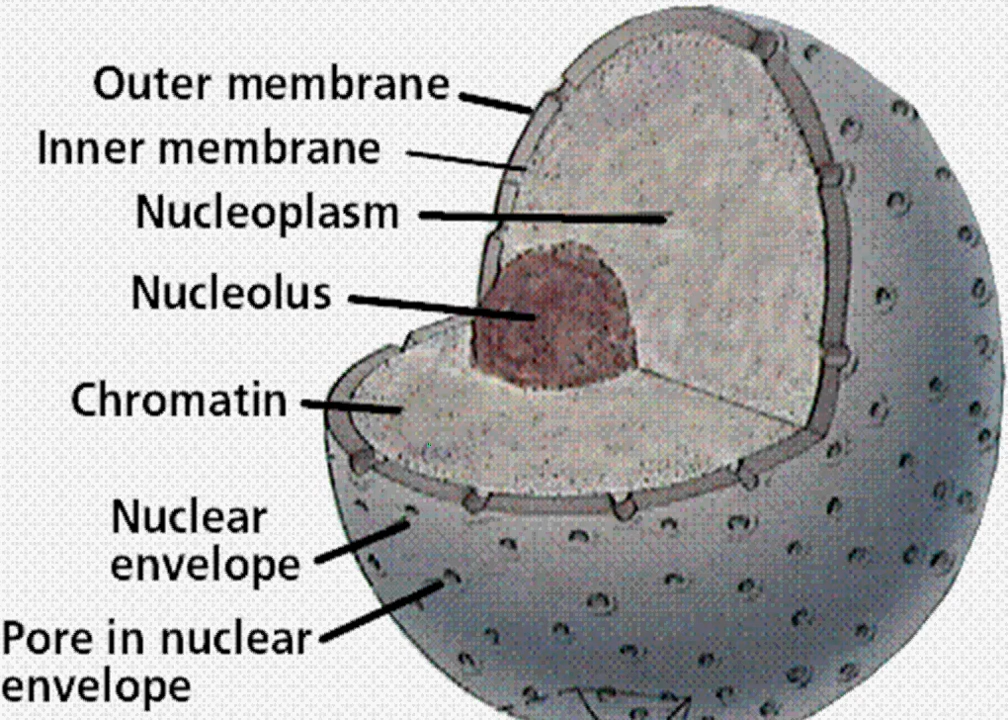 Outer membrane
Inner membrane
Nucleoplasm
Nucleolus
Chromatin
Nuclear
envelope
Pore in nuclear
envelope